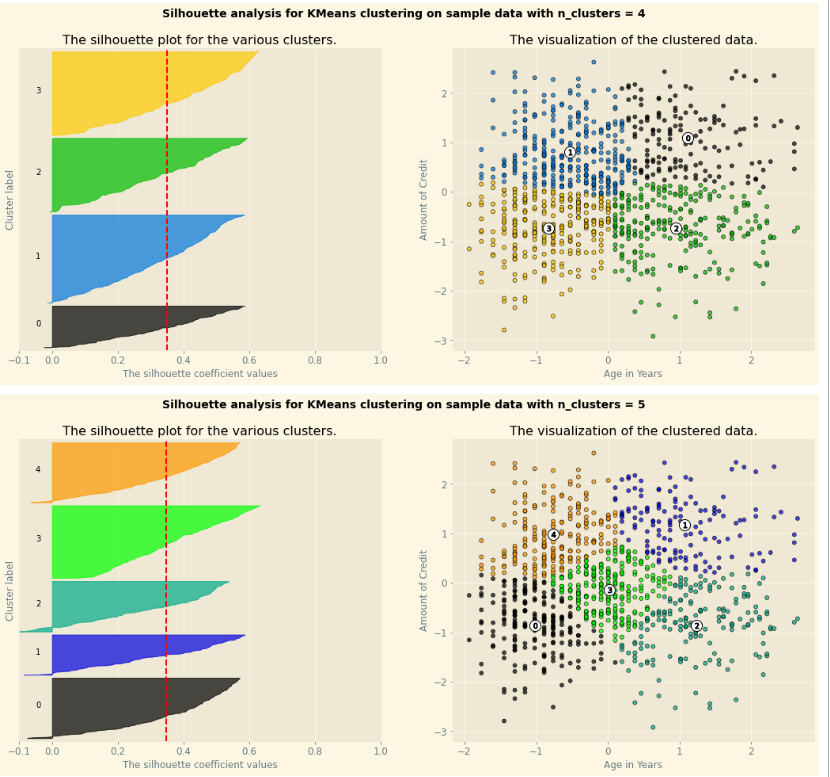 Silhouette analysis for KMeans clustering on sample data with n_clusters = 4
The silhouette plot for the various clusters.
The visualization of the clustered data.
3
2
1
0
Cluster label
−0.1 0.0 0.2 0.4 0.6 0.8 1.0
The silhouette coefficient values
2
1
0
−1
−2
−3
Amount of Credit
0
1
2
3
−2 −1 0 1 2
Age in Years
Silhouette analysis for KMeans clustering on sample data with n_clusters = 5
The silhouette plot for the various clusters.
The visualization of the clustered data.
4
3
2
1
0
Cluster label
−0.1 0.0 0.2 0.4 0.6 0.8 1.0
The silhouette coefficient values
2
1
0
−1
−2
−3
Amount of Credit
1
4
3
0
2
−2 −1 0 1 2
Age in Years